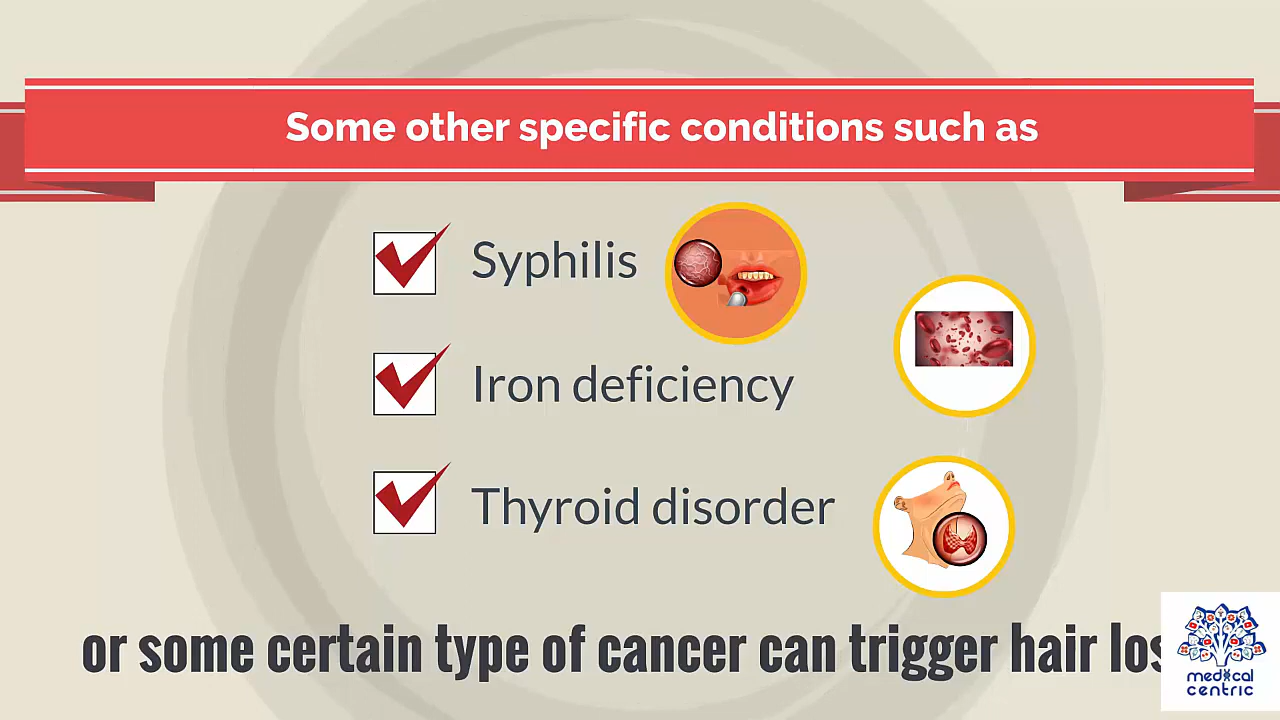 Some other specific conditions such as
Syphilis
Iron deficiency
Thyroid disorder
or some certain type of cancer can trigger hair los
medical
centric